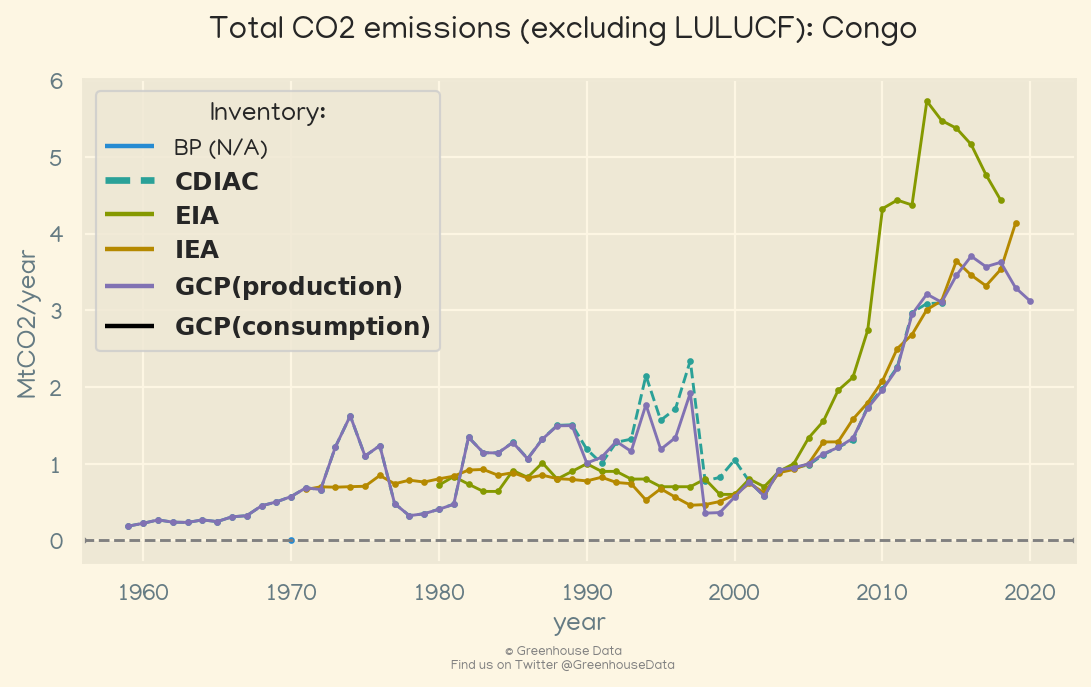 Total CO2 emissions (excluding LULUCF): Congo
6
5
4
3
2
1
0
MtCO2/year
Inventory:
BP (N/A)
CDIAC
EIA
IEA
GCP(production)
GCP(consumption)
1960 1970 1980 1990 2000 2010 2020
year
© Greenhouse Data
Find us on Twitter @GreenhouseData